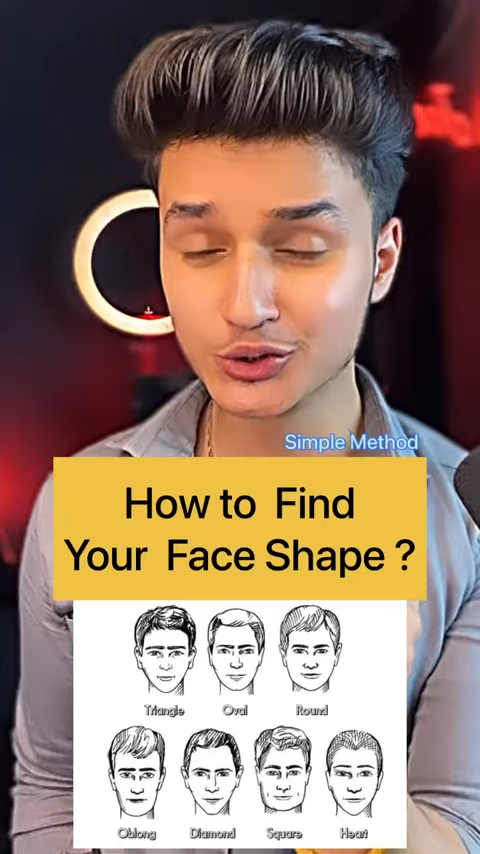 Simple Method
How to Find
Your Face Shape ?
Triangle Oval Round
Oblong Diamond Square Heart